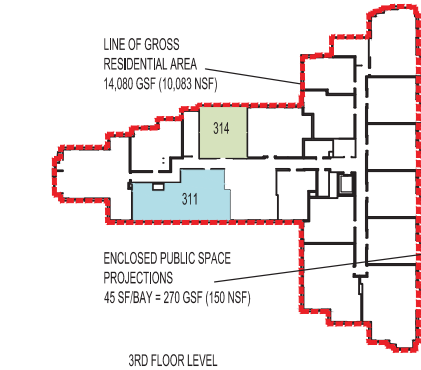 LINE OF GROSS
RESIDENTIAL AREA
14,080 GSF (10,083 NSF)
314
311
ENCLOSED PUBLIC SPACE
PROJECTIONS
45 SF/BAY = 270 GSF (150 NSF)
3RD FLOOR LEVEL